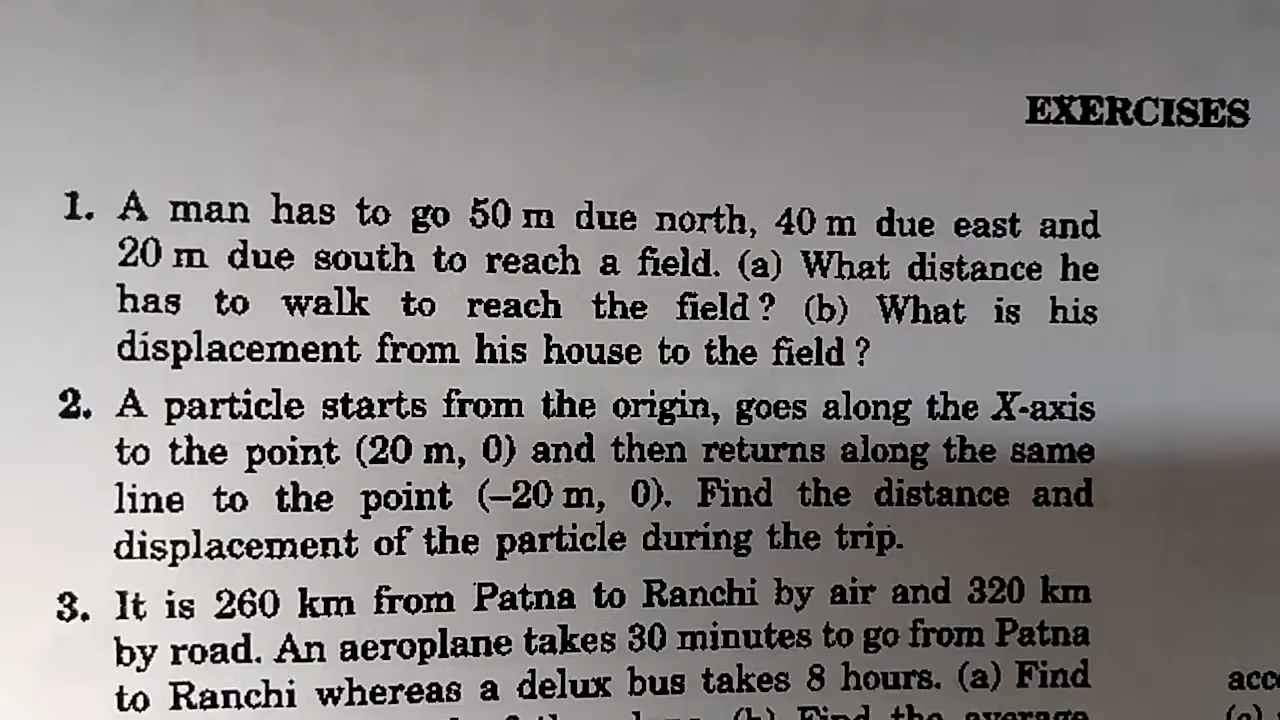 EXERCISES
1. A man has to go 50 m due north, 40 m due east and
20 m due south to reach a field. (a) What distance he
has to walk to reach the field ? (b) What is his
displacement from his house to the field ?
2. A particle starts from the origin, goes along the X-axis
to the point (20 m, 0) and then returns along the same
line to the point (–20 m, 0). Find the distance and
displacement of the particle during the trip.
3. It is 260 km from Patna to Ranchi by air and 320 km
by road. An aeroplane takes 30 minutes to go from Patna
to Ranchi whereas a delux bus takes 8 hours. (a) Find
(b) Find the average